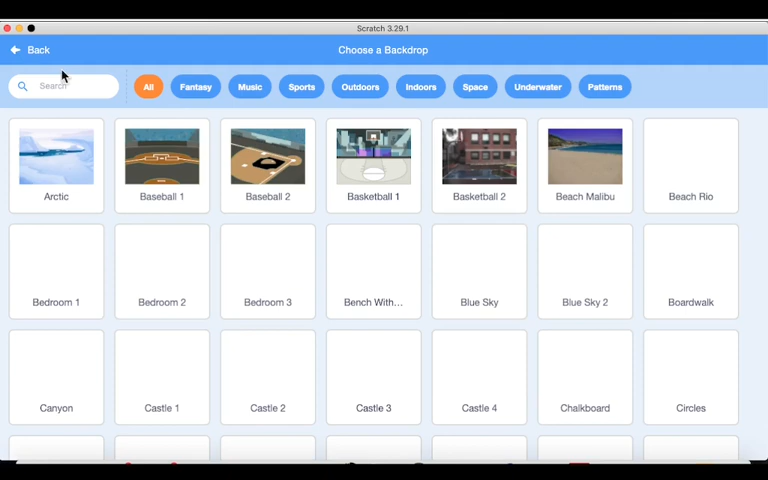 Scratch 3.29.1
Back
Choose a Backdrop
Search
All
Fantasy
Music
Sports
Outdoors
Indoors
Space
Underwater
Patterns
Arctic
Baseball 1
Baseball 2
Basketball 1
Basketball 2
Beach Malibu
Beach Rio
Bedroom 1
Bedroom 2
Bedroom 3
Bench With...
Blue Sky
Blue Sky 2
Boardwalk
Canyon
Castle 1
Castle 2
Castle 3
Castle 4
Chalkboard
Circles